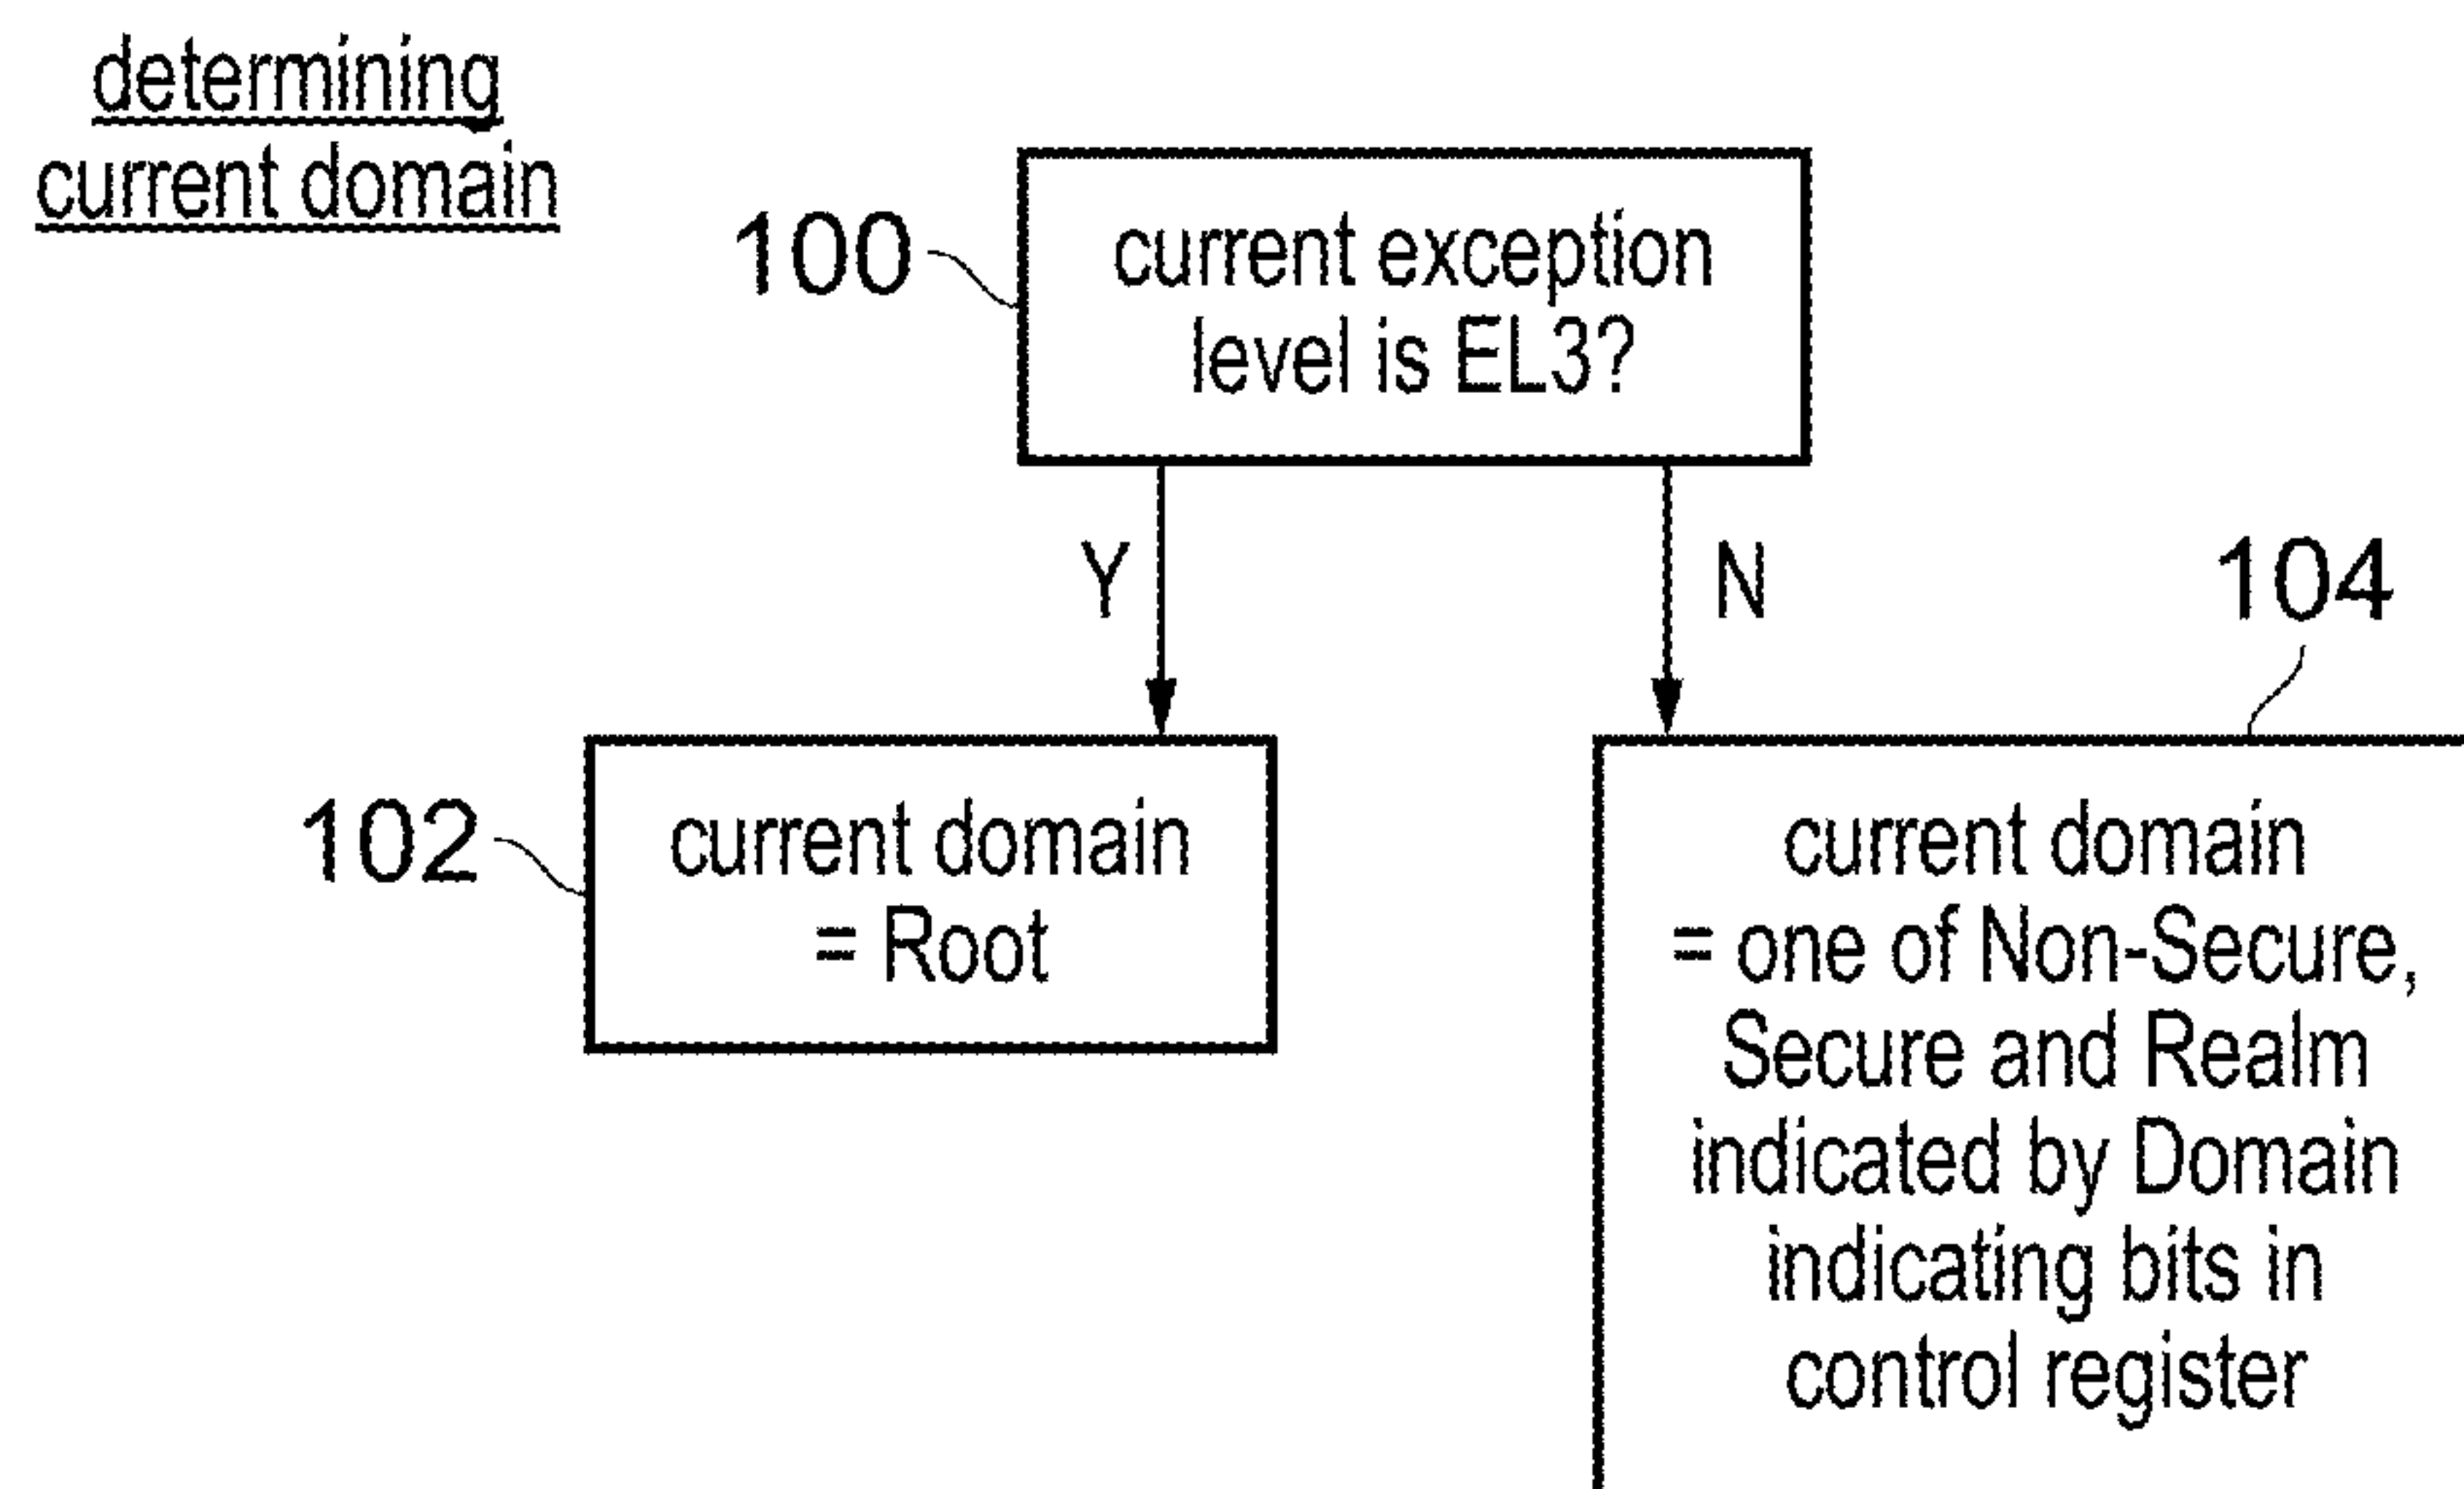 determining
current domain
100
current exception
level is EL3?
Y
N
104
102
current domain
= Root
current domain
= one of Non-Secure,
Secure and Realm
indicated by Domain
indicating bits in
control register